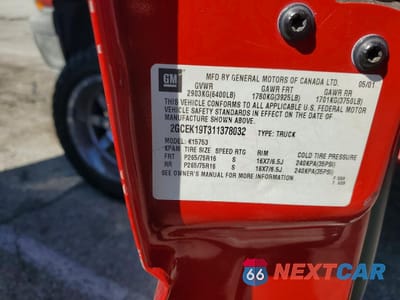 GM MFD BY GENERAL MOTORS OF CANADA LTD. 05/01
GVWR GAWR FRT GAWR RR
2903KG(6400LB) 1780KG(3925LB) 1701KG(3750LB)
THIS VEHICLE CONFORMS TO ALL APPLICABLE U.S. FEDERAL MOTOR
VEHICLE SAFETY STANDARDS IN EFFECT ON THE DATE OF
MANUFACTURE SHOWN ABOVE.
2GCEK19T311378032 TYPE: TRUCK
MODEL: K15753
KPAM TIRE SIZE SPEED RTG RIM COLD TIRE PRESSURE
FRT P265/75R16 S 16X7/6.5J 240KPA(35PSI)
RR P265/75R16 S 16X7/6.5J 240KPA(35PSI)
SEE OWNER'S MANUAL FOR MORE INFORMATION.
66 NEXTCAR